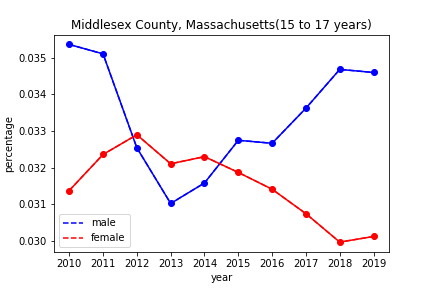 Middlesex County, Massachusetts(15 to 17 years)
percentage
0.035
0.034
0.033
0.032
0.031
0.030
male
female
2010 2011 2012 2013 2014 2015 2016 2017 2018 2019
year